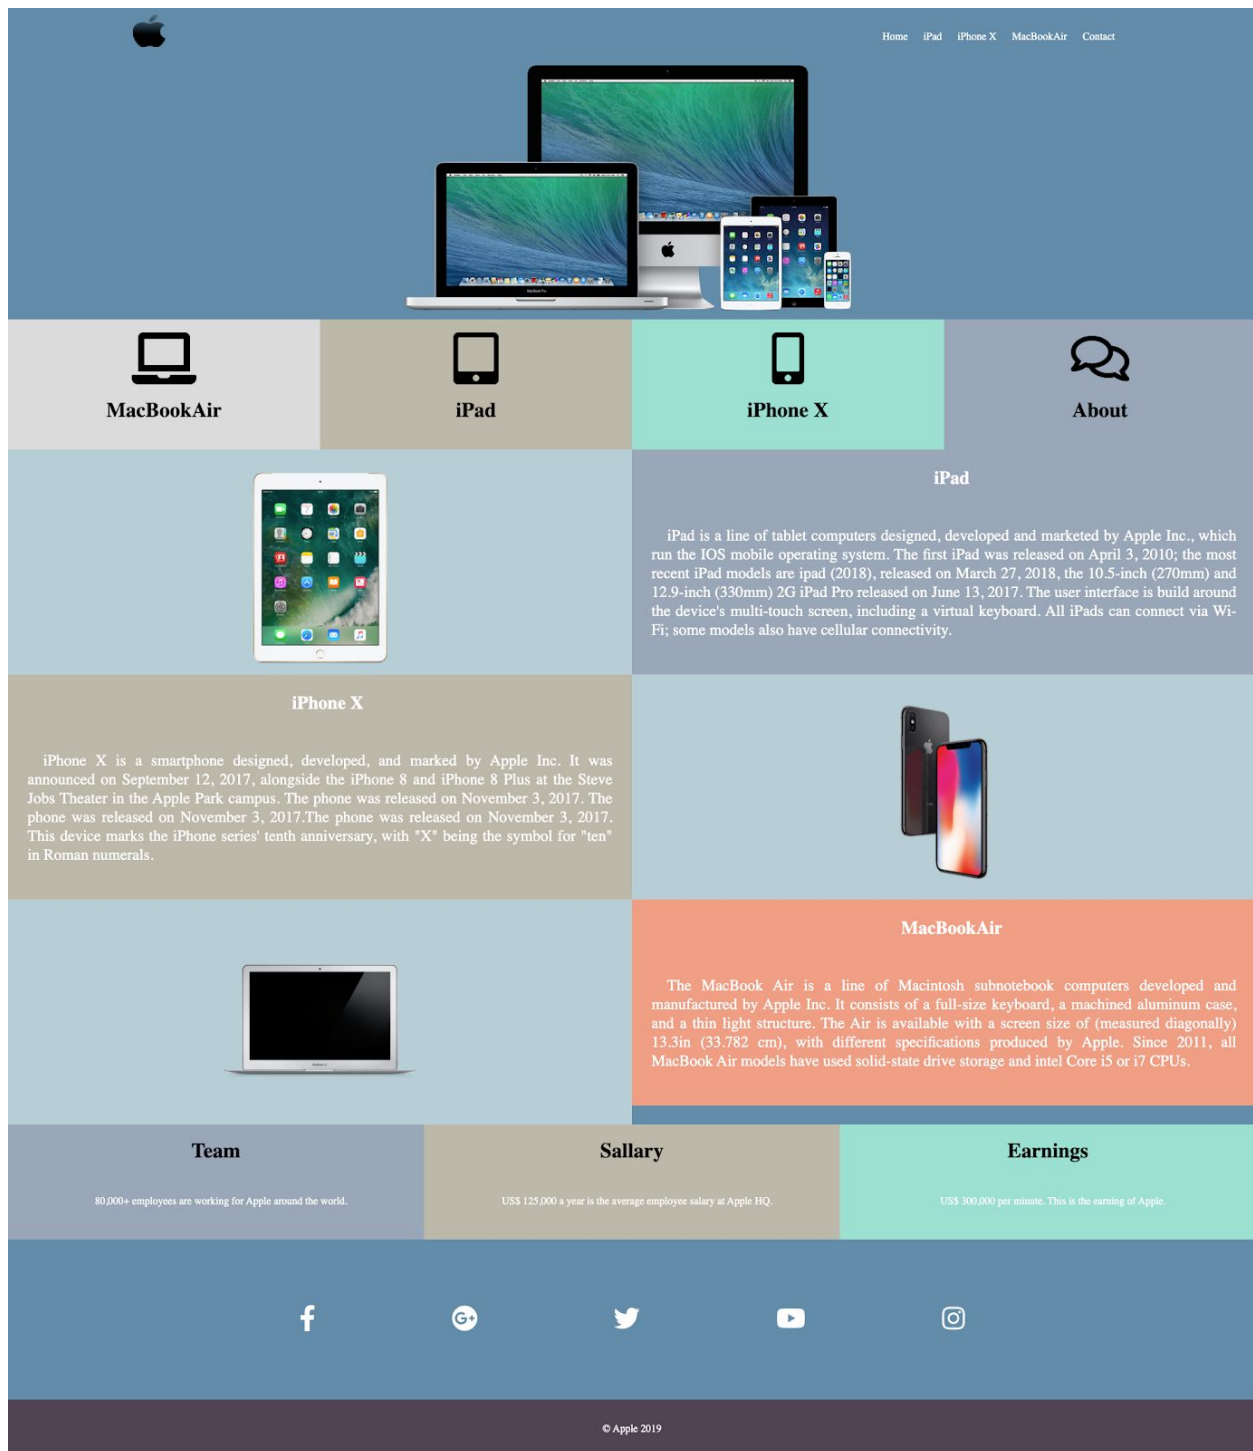 Home iPad iPhone X MacBookAir Contact
MacBookAir
iPad
iPhone X
About
iPad
iPad is a line of tablet computers designed, developed and marketed by Apple Inc., which
run the IOS mobile operating system. The first iPad was released on April 3, 2010; the most
recent iPad models are ipad (2018), released on March 27, 2018, the 10.5-inch (270mm) and
12.9-inch (330mm) 2G iPad Pro released on June 13, 2017. The user interface is build around
the device's multi-touch screen, including a virtual keyboard. All iPads can connect via Wi-
Fi; some models also have cellular connectivity.
iPhone X
iPhone X is a smartphone designed, developed, and marked by Apple Inc. It was
announced on September 12, 2017, alongside the iPhone 8 and iPhone 8 Plus at the Steve
Jobs Theater in the Apple Park campus. The phone was released on November 3, 2017. The
phone was released on November 3, 2017.The phone was released on November 3, 2017.
This device marks the iPhone series' tenth anniversary, with "X" being the symbol for "ten"
in Roman numerals.
MacBookAir
The MacBook Air is a line of Macintosh subnotebook computers developed and
manufactured by Apple Inc. It consists of a full-size keyboard, a machined aluminum case,
and a thin light structure. The Air is available with a screen size of (measured diagonally)
13.3in (33.782 cm), with different specifications produced by Apple. Since 2011, all
MacBook Air models have used solid-state drive storage and intel Core i5 or i7 CPUs.
Team
80,000+ employees are working for Apple around the world.
Sallary
US$ 125,000 a year is the average employee salary at Apple HQ.
Earnings
US$ 300,000 per minute. This is the earning of Apple.
© Apple 2019